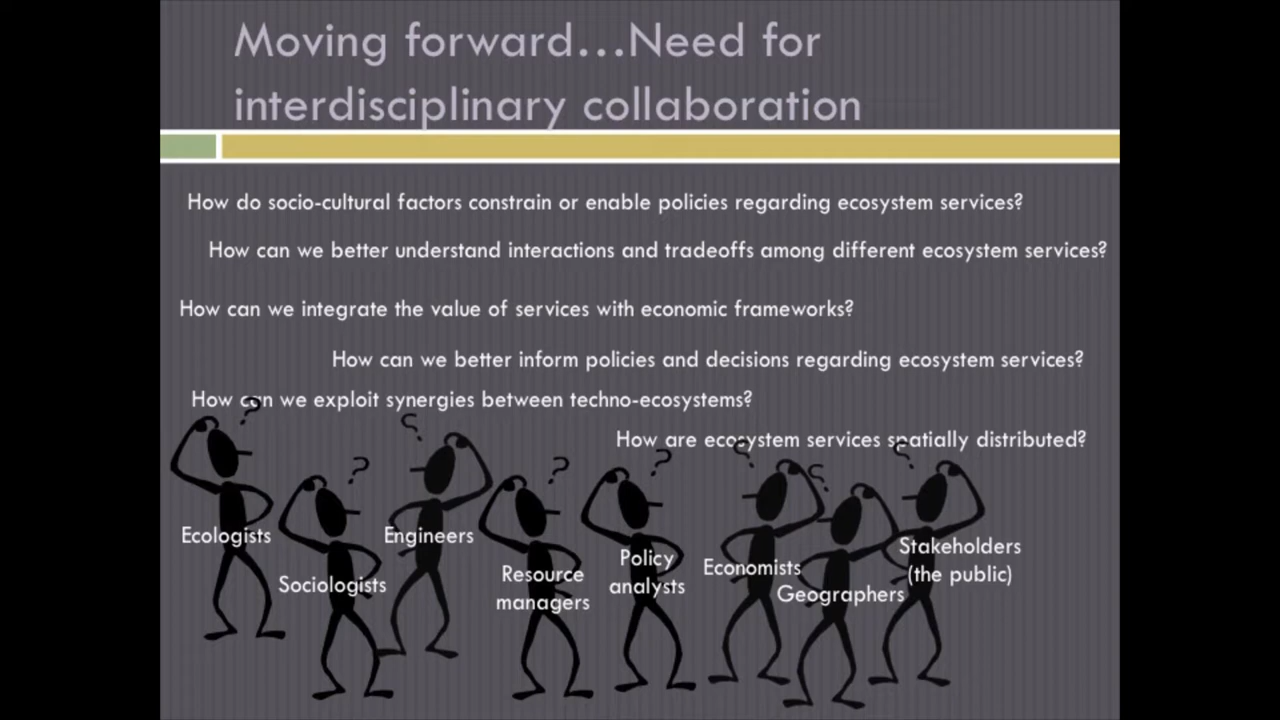 Moving forward...Need for
interdisciplinary collaboration
How do socio-cultural factors constrain or enable policies regarding ecosystem services?
How can we better understand interactions and tradeoffs among different ecosystem services?
How can we integrate the value of services with economic frameworks?
How can we better inform policies and decisions regarding ecosystem services?
How can we exploit synergies between techno-ecosystems?
How are ecosystem services spatially distributed?
Ecologists
Sociologists
Engineers
Resource
managers
Policy
analysts
Economists
Geographers
Stakeholders
(the public)